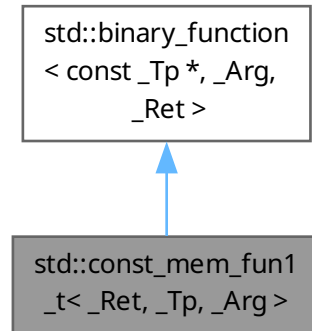 std::binary_function
< const _Tp *, _Arg,
_Ret >
std::const_mem_fun1
_t< _Ret, _Tp, _Arg >